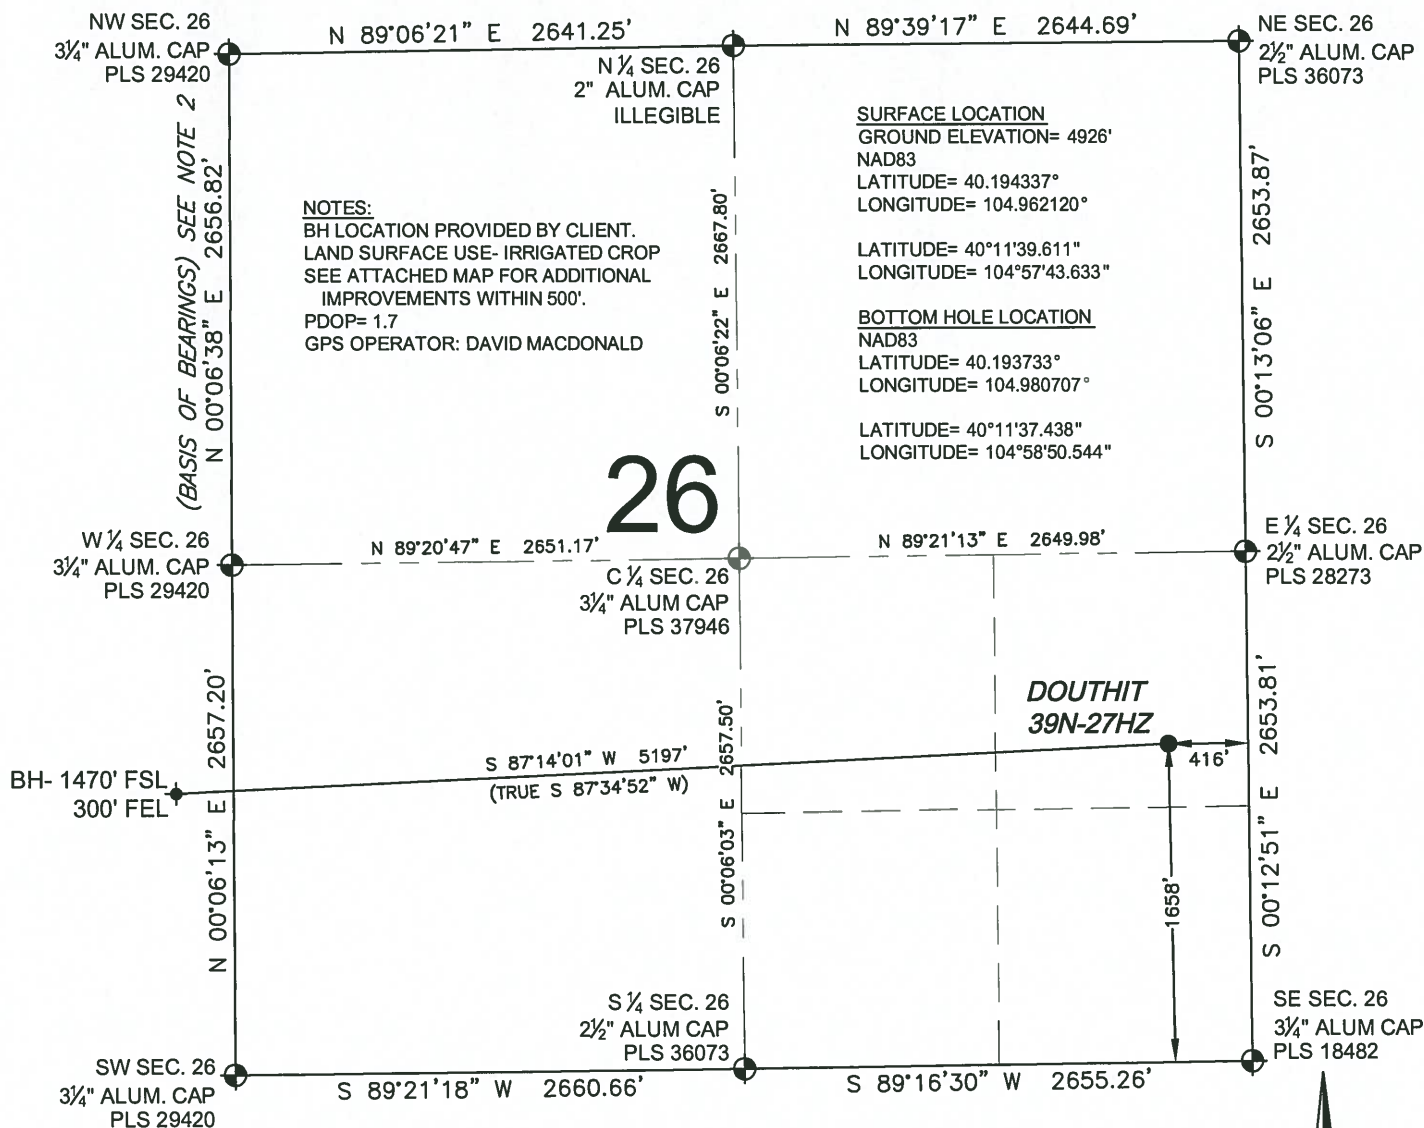 NW SEC. 26
3¼" ALUM. CAP
PLS 29420
N 89°06'21" E 2641.25'
N ¼ SEC. 26
2" ALUM. CAP
ILLEGIBLE
N 89°39'17" E 2644.69'
NE SEC. 26
2½" ALUM. CAP
PLS 36073
(BASIS OF BEARINGS) SEE NOTE 2
N 00°06'38" E 2656.82'
NOTES:
BH LOCATION PROVIDED BY CLIENT.
LAND SURFACE USE- IRRIGATED CROP
SEE ATTACHED MAP FOR ADDITIONAL
IMPROVEMENTS WITHIN 500'.
PDOP= 1.7
GPS OPERATOR: DAVID MACDONALD
S 00°06'22" E 2667.80'
SURFACE LOCATION
GROUND ELEVATION= 4926'
NAD83
LATITUDE= 40.194337°
LONGITUDE= 104.962120°
LATITUDE= 40°11'39.611"
LONGITUDE= 104°57'43.633"
BOTTOM HOLE LOCATION
NAD83
LATITUDE= 40.193733°
LONGITUDE= 104.980707°
LATITUDE= 40°11'37.438"
LONGITUDE= 104°58'50.544"
S 00°13'06" E 2653.87'
26
W ¼ SEC. 26
3¼" ALUM. CAP
PLS 29420
N 89°20'47" E 2651.17'
C ¼ SEC. 26
3¼" ALUM CAP
PLS 37946
N 89°21'13" E 2649.98'
E ¼ SEC. 26
2½" ALUM. CAP
PLS 28273
N 00°06'13" E 2657.20'
BH- 1470' FSL
300' FEL
S 87°14'01" W 5197'
(TRUE S 87°34'52" W)
S 00°06'03" E 2657.50'
DOUTHIT
39N-27HZ
416'
1658'
S 00°12'51" E 2653.81'
SW SEC. 26
3¼" ALUM. CAP
PLS 29420
S 89°21'18" W 2660.66'
S ¼ SEC. 26
2½" ALUM CAP
PLS 36073
S 89°16'30" W 2655.26'
SE SEC. 26
3¼" ALUM CAP
PLS 18482